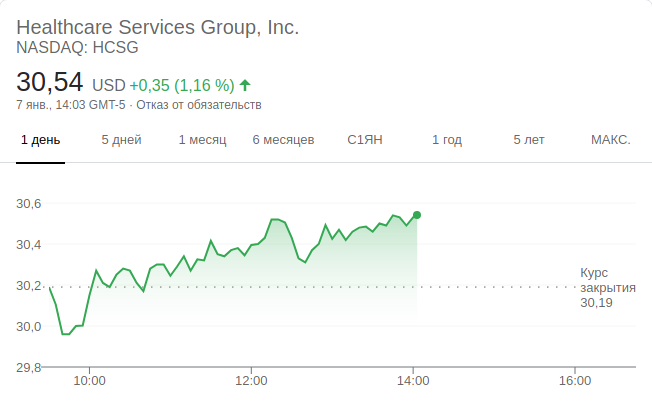 Healthcare Services Group, Inc.
NASDAQ: HCSG
30,54 USD +0,35 (1,16 %)
7 янв., 14:03 GMT-5 · Отказ от обязательств
1 день 5 дней 1 месяц 6 месяцев С1ЯН 1 год 5 лет МАКС.
30,6
30,4
30,2
30,0
29,8
Курс
закрытия
30,19
10:00 12:00 14:00 16:00